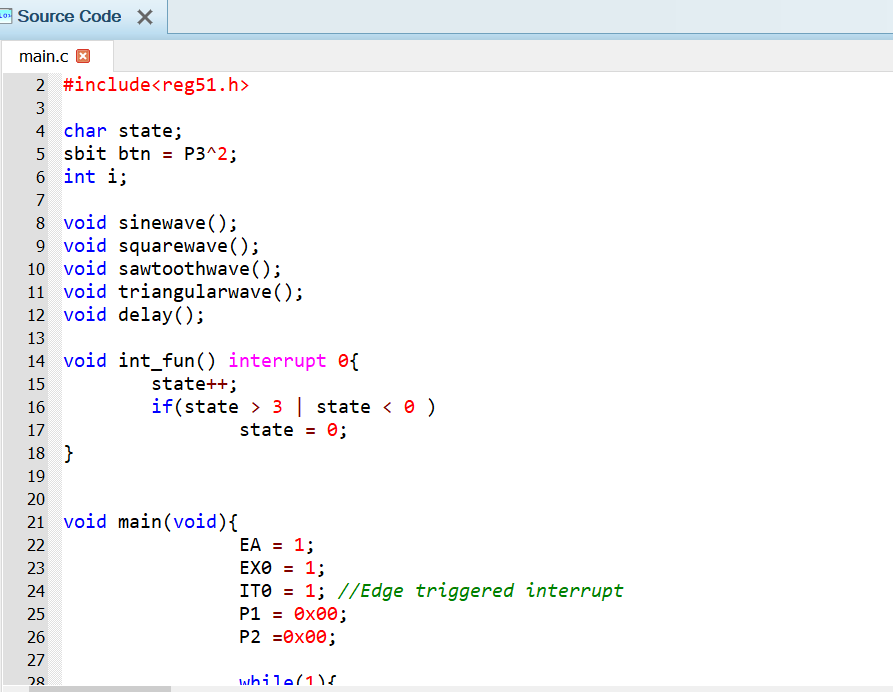 Source Code
main.c
2 #include<reg51.h>
3
4 char state;
5 sbit btn = P3^2;
6 int i;
7
8 void sinewave();
9 void squarewave();
10 void sawtoothwave();
11 void triangularwave();
12 void delay();
13
14 void int_fun() interrupt 0{
15 state++;
16 if(state > 3 | state < 0 )
17 state = 0;
18 }
19
20
21 void main(void){
22 EA = 1;
23 EX0 = 1;
24 IT0 = 1; //Edge triggered interrupt
25 P1 = 0x00;
26 P2 =0x00;
27
28 while(1){